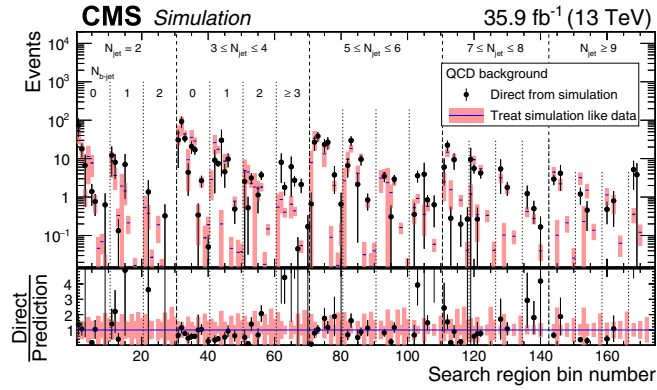 CMS Simulation 35.9 fb⁻¹ (13 TeV)
Events
10⁴
10³
10²
10
1
10⁻¹
N_jet = 2
3 ≤ N_jet ≤ 4
5 ≤ N_jet ≤ 6
7 ≤ N_jet ≤ 8
N_jet ≥ 9
N_b-jet
0 1 2 0 1 2 ≥ 3
QCD background
Direct from simulation
Treat simulation like data
Direct
Prediction
4
3
2
1
20 40 60 80 100 120 140 160
Search region bin number